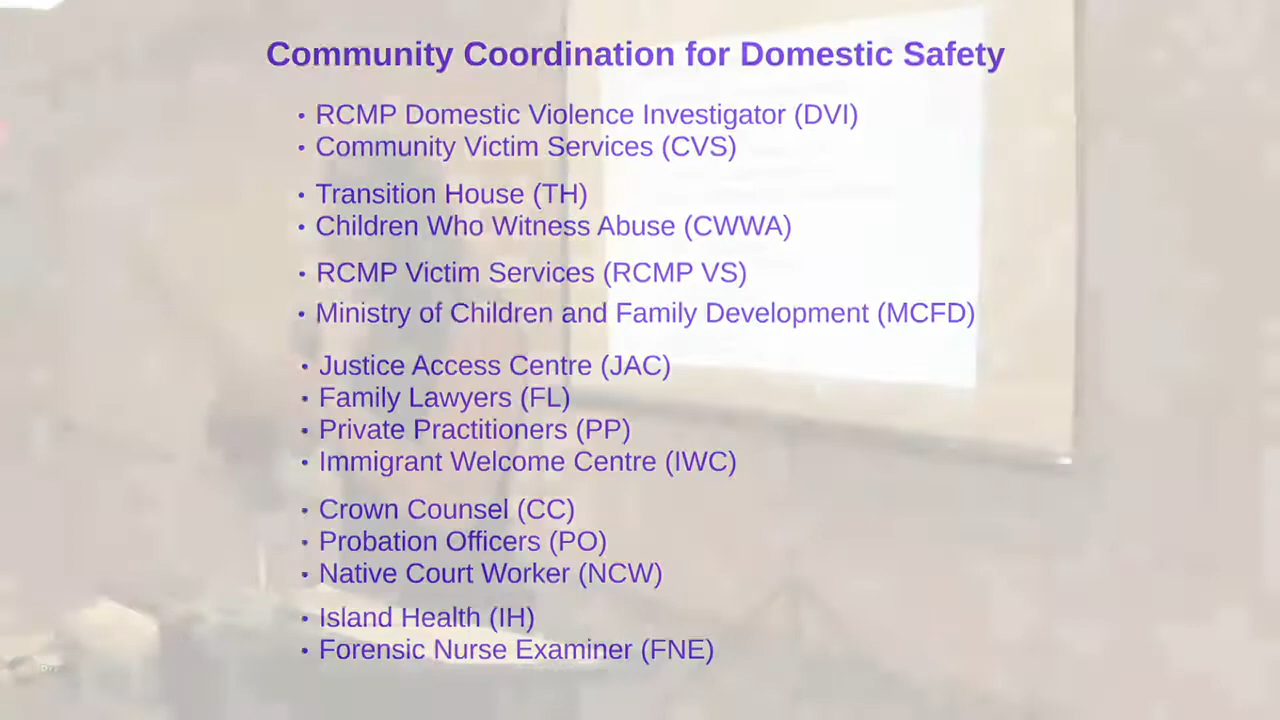 Community Coordination for Domestic Safety
• RCMP Domestic Violence Investigator (DVI)
• Community Victim Services (CVS)
• Transition House (TH)
• Children Who Witness Abuse (CWWA)
• RCMP Victim Services (RCMP VS)
• Ministry of Children and Family Development (MCFD)
• Justice Access Centre (JAC)
• Family Lawyers (FL)
• Private Practitioners (PP)
• Immigrant Welcome Centre (IWC)
• Crown Counsel (CC)
• Probation Officers (PO)
• Native Court Worker (NCW)
• Island Health (IH)
• Forensic Nurse Examiner (FNE)